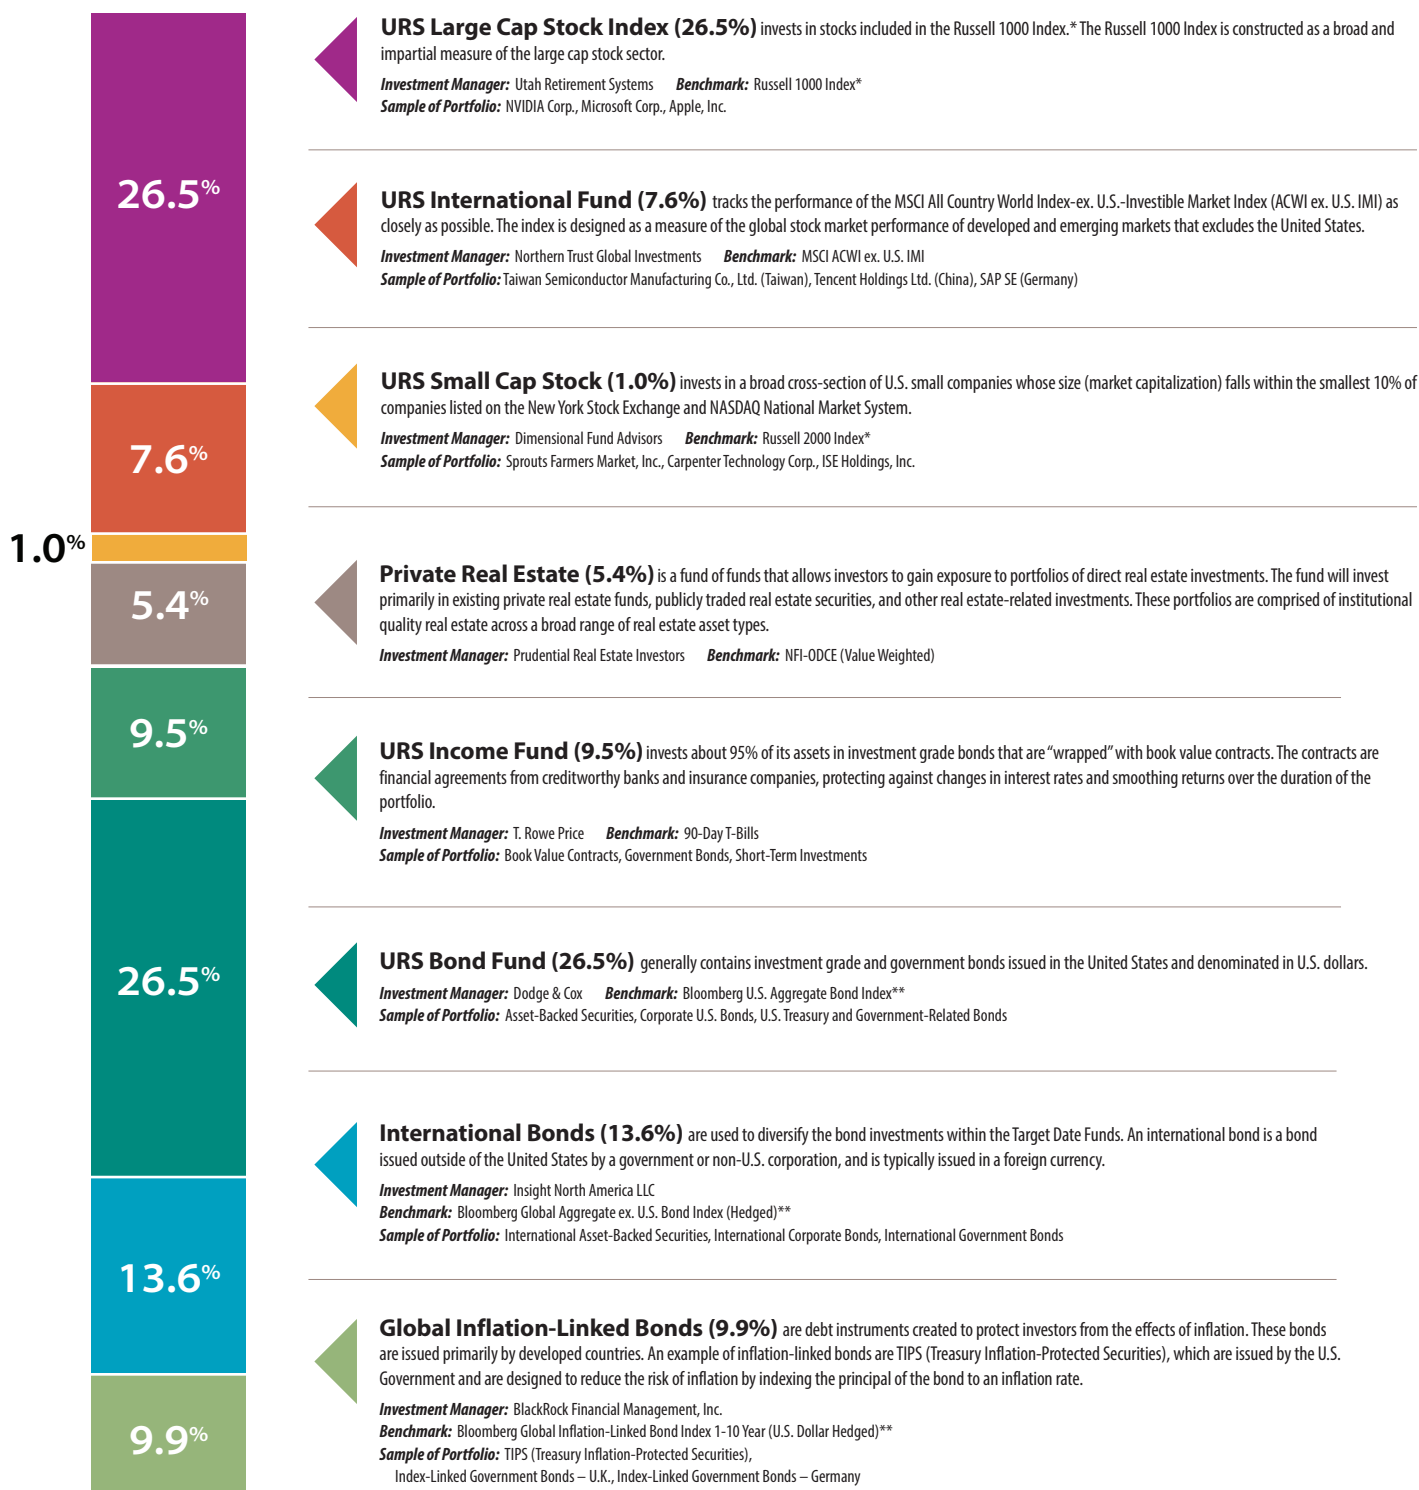 26.5%
7.6%
1.0%
5.4%
9.5%
26.5%
13.6%
9.9%
URS Large Cap Stock Index (26.5%) invests in stocks included in the Russell 1000 Index.* The Russell 1000 Index is constructed as a broad and
impartial measure of the large cap stock sector.
Investment Manager: Utah Retirement Systems Benchmark: Russell 1000 Index*
Sample of Portfolio: NVIDIA Corp., Microsoft Corp., Apple, Inc.
URS International Fund (7.6%) tracks the performance of the MSCI All Country World Index-ex. U.S.-Investible Market Index (ACWI ex. U.S. IMI) as
closely as possible. The index is designed as a measure of the global stock market performance of developed and emerging markets that excludes the United States.
Investment Manager: Northern Trust Global Investments Benchmark: MSCI ACWI ex. U.S. IMI
Sample of Portfolio: Taiwan Semiconductor Manufacturing Co., Ltd. (Taiwan), Tencent Holdings Ltd. (China), SAP SE (Germany)
URS Small Cap Stock (1.0%) invests in a broad cross-section of U.S. small companies whose size (market capitalization) falls within the smallest 10% of
companies listed on the New York Stock Exchange and NASDAQ National Market System.
Investment Manager: Dimensional Fund Advisors Benchmark: Russell 2000 Index*
Sample of Portfolio: Sprouts Farmers Market, Inc., Carpenter Technology Corp., ISE Holdings, Inc.
Private Real Estate (5.4%) is a fund of funds that allows investors to gain exposure to portfolios of direct real estate investments. The fund will invest
primarily in existing private real estate funds, publicly traded real estate securities, and other real estate-related investments. These portfolios are comprised of institutional
quality real estate across a broad range of real estate asset types.
Investment Manager: Prudential Real Estate Investors Benchmark: NFI-ODCE (Value Weighted)
URS Income Fund (9.5%) invests about 95% of its assets in investment grade bonds that are “wrapped” with book value contracts. The contracts are
financial agreements from creditworthy banks and insurance companies, protecting against changes in interest rates and smoothing returns over the duration of the
portfolio.
Investment Manager: T. Rowe Price Benchmark: 90-Day T-Bills
Sample of Portfolio: Book Value Contracts, Government Bonds, Short-Term Investments
URS Bond Fund (26.5%) generally contains investment grade and government bonds issued in the United States and denominated in U.S. dollars.
Investment Manager: Dodge & Cox Benchmark: Bloomberg U.S. Aggregate Bond Index**
Sample of Portfolio: Asset-Backed Securities, Corporate U.S. Bonds, U.S. Treasury and Government-Related Bonds
International Bonds (13.6%) are used to diversify the bond investments within the Target Date Funds. An international bond is a bond
issued outside of the United States by a government or non-U.S. corporation, and is typically issued in a foreign currency.
Investment Manager: Insight North America LLC
Benchmark: Bloomberg Global Aggregate ex. U.S. Bond Index (Hedged)**
Sample of Portfolio: International Asset-Backed Securities, International Corporate Bonds, International Government Bonds
Global Inflation-Linked Bonds (9.9%) are debt instruments created to protect investors from the effects of inflation. These bonds
are issued primarily by developed countries. An example of inflation-linked bonds are TIPS (Treasury Inflation-Protected Securities), which are issued by the U.S.
Government and are designed to reduce the risk of inflation by indexing the principal of the bond to an inflation rate.
Investment Manager: BlackRock Financial Management, Inc.
Benchmark: Bloomberg Global Inflation-Linked Bond Index 1-10 Year (U.S. Dollar Hedged)**
Sample of Portfolio: TIPS (Treasury Inflation-Protected Securities),
Index-Linked Government Bonds – U.K., Index-Linked Government Bonds – Germany